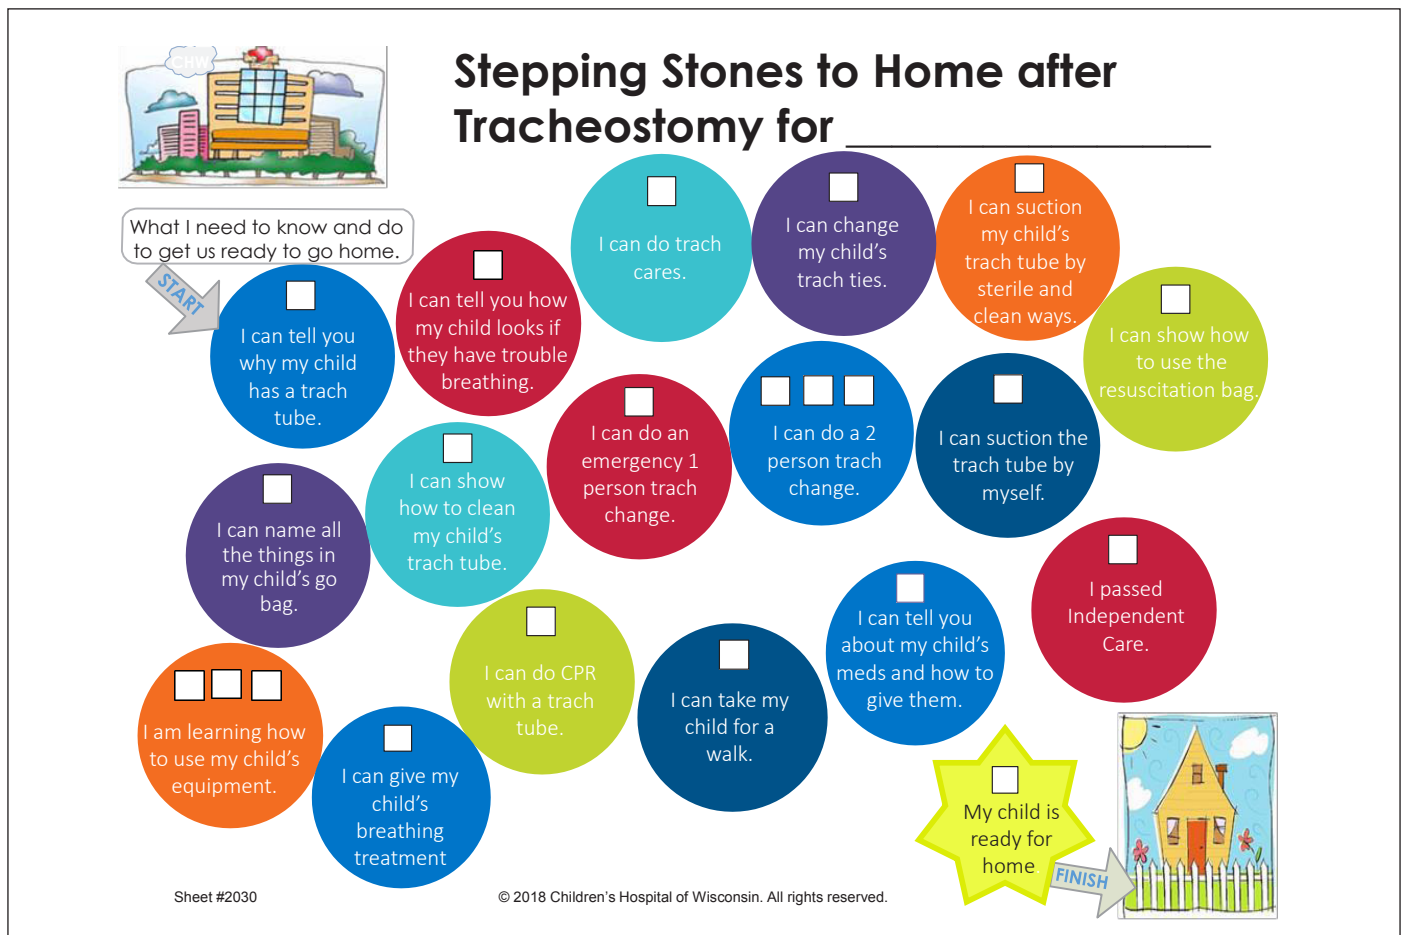 CHW
Stepping Stones to Home after
Tracheostomy for ________________
What I need to know and do
to get us ready to go home.
START
I can tell you
why my child
has a trach
tube.
I can tell you how
my child looks if
they have trouble
breathing.
I can do trach
cares.
I can change
my child's
trach ties.
I can suction
my child's
trach tube by
sterile and
clean ways.
I can show how
to use the
resuscitation bag.
I can suction the
trach tube by
myself.
I can do a 2
person trach
change.
I can do an
emergency 1
person trach
change.
I can show
how to clean
my child's
trach tube.
I can name all
the things in
my child's go
bag.
I am learning how
to use my child's
equipment.
I can give my
child's
breathing
treatment
I can do CPR
with a trach
tube.
I can take my
child for a
walk.
I can tell you
about my child's
meds and how to
give them.
I passed
Independent
Care.
My child is
ready for
home.
FINISH
Sheet #2030
© 2018 Children's Hospital of Wisconsin. All rights reserved.